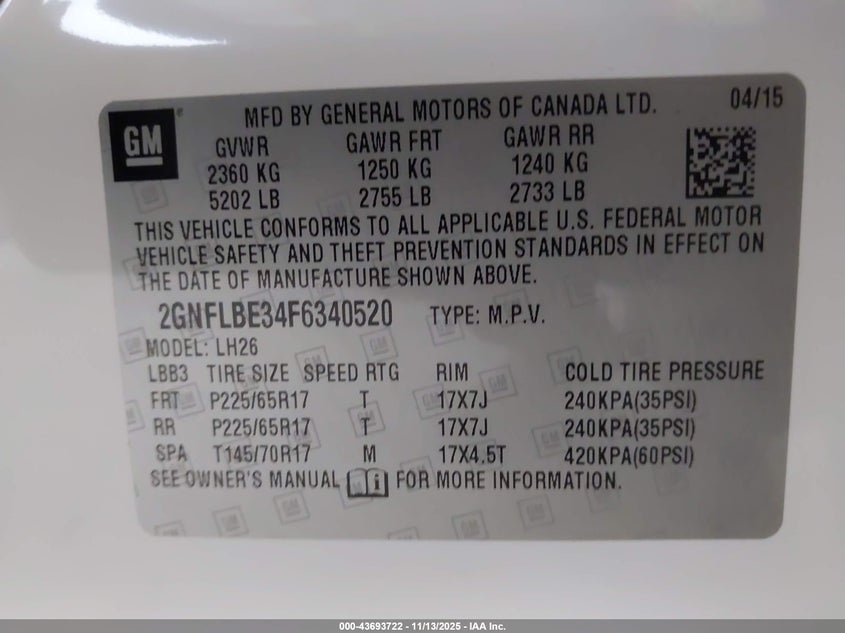 GM
MFD BY GENERAL MOTORS OF CANADA LTD. 04/15
GVWR GAWR FRT GAWR RR
2360 KG 1250 KG 1240 KG
5202 LB 2755 LB 2733 LB
THIS VEHICLE CONFORMS TO ALL APPLICABLE U.S. FEDERAL MOTOR
VEHICLE SAFETY AND THEFT PREVENTION STANDARDS IN EFFECT ON
THE DATE OF MANUFACTURE SHOWN ABOVE.
2GNFLBE34F6340520 TYPE: M.P.V.
MODEL: LH26
LBB3 TIRE SIZE SPEED RTG RIM COLD TIRE PRESSURE
FRT P225/65R17 T 17X7J 240KPA(35PSI)
RR P225/65R17 T 17X7J 240KPA(35PSI)
SPA T145/70R17 M 17X4.5T 420KPA(60PSI)
SEE OWNER'S MANUAL i FOR MORE INFORMATION.
000-43693722 - 11/13/2025 - IAA Inc.